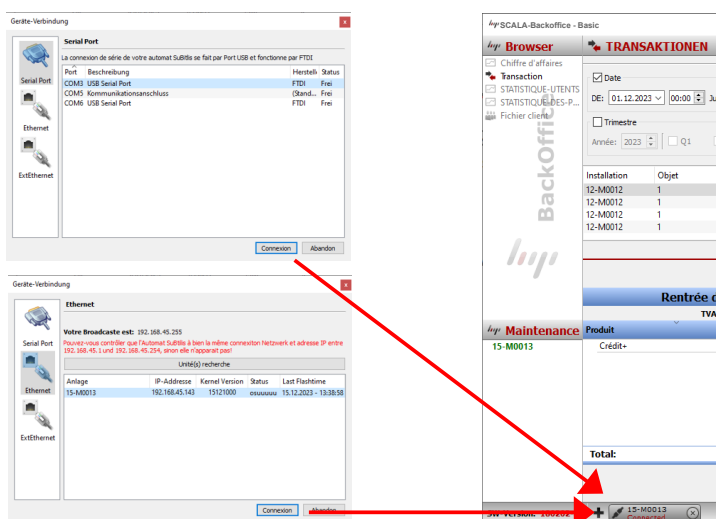 Geräte-Verbindung
Serial Port
La connexion de série de votre automat SuBtilis se fait par Port USB et fonctionne par FTDI
Port Beschreibung Herstelle Status
COM3 USB Serial Port FTDI Frei
COM5 Kommunikationsanschluss (Stand... Frei
COM6 USB Serial Port FTDI Frei
Serial Port
Ethernet
ExtEthernet
Connexion Abandon
Geräte-Verbindung
Ethernet
Votre Broadcaste est: 192.168.45.255
Pouvez-vous contrôler que l'Automat SuBtilis à bien la même connexiton Netzwerk et adresse IP entre
192.168.45.1 und 192.168.45.254, sinon elle n'apparait pas!
Unité(s) recherche
Anlage IP-Addresse Kernel Version Status Last Flashtime
15-M0013 192.168.45.143 15121000 osuuuuu 15.12.2023 - 13:38:58
Serial Port
Ethernet
ExtEthernet
Connexion Abandon
SCALA-Backoffice - Basic
Browser
Chiffre d'affaires
Transaction
STATISTIQUE-UTENTS
STATISTIQUE-DES-P...
Fichier client
BackOffice
Maintenance
15-M0013
SW-Version:
TRANSAKTIONEN
Date
DE: 01.12.2023 00:00
Trimestre
Année: 2023 Q1
Installation Objet
12-M0012 1
12-M0012 1
12-M0012 1
12-M0012 1
Rentrée
TVA
Produit
Crédit+
Total:
15-M0013
Connected